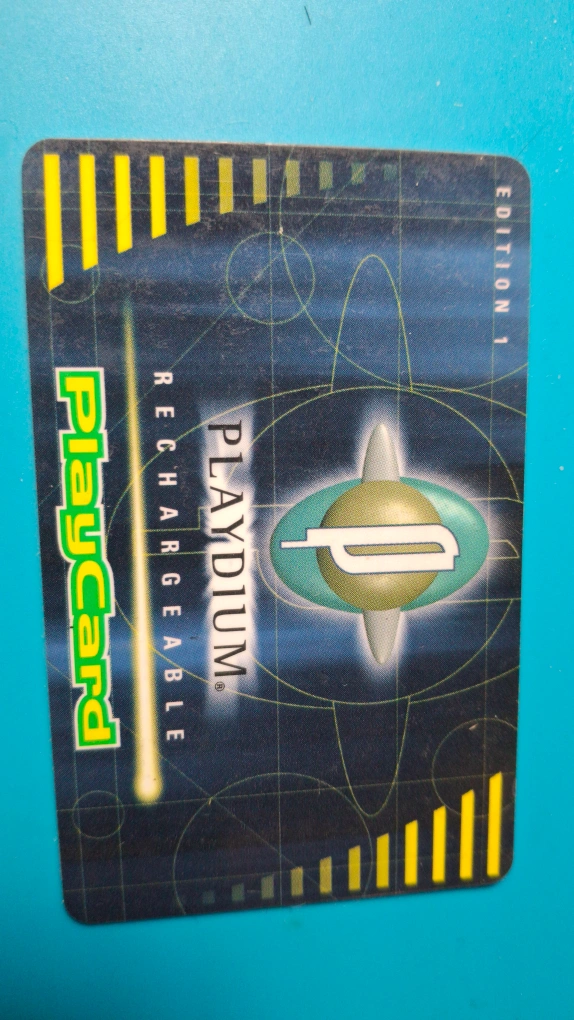 EDITION 1
p
PLAYDIUM®
RECHARGEABLE
PlayCard